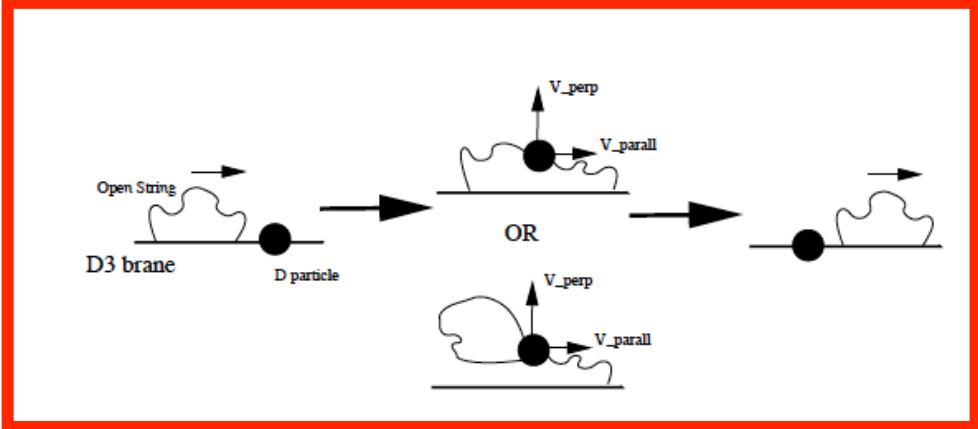 V_perp
V_parall
Open String
OR
D3 brane
D particle
V_perp
V_parall